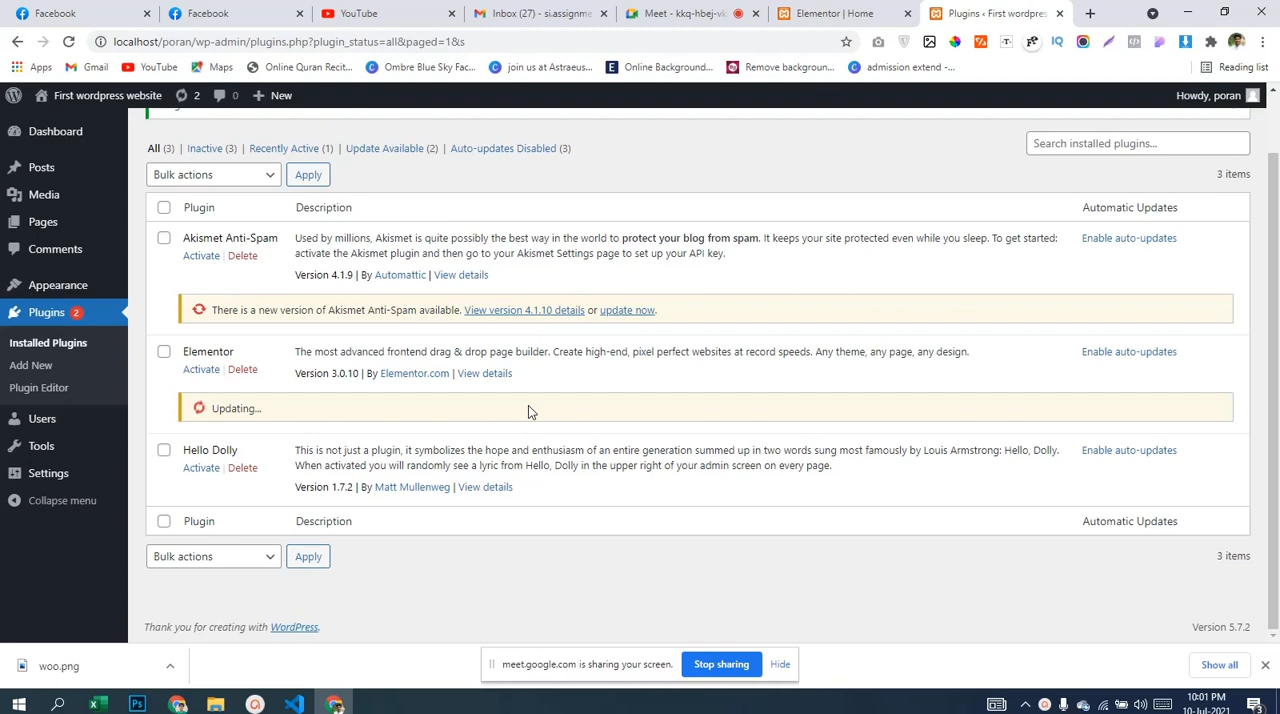 Facebook
Facebook
YouTube
Inbox (27) - si.assignme
Meet - kkq-hbej-vk
Elementor | Home
Plugins ‹ First wordpres
localhost/poran/wp-admin/plugins.php?plugin_status=all&paged=1&s
Apps
Gmail
YouTube
Maps
Online Quran Recit...
Ombre Blue Sky Fac...
join us at Astraeus...
Online Background...
Remove backgroun...
admission extend -...
Reading list
First wordpress website
2
0
New
Howdy, poran
Dashboard
Posts
Media
Pages
Comments
Appearance
Plugins 2
Installed Plugins
Add New
Plugin Editor
Users
Tools
Settings
Collapse menu
All (3) | Inactive (3) | Recently Active (1) | Update Available (2) | Auto-updates Disabled (3)
Search installed plugins...
Bulk actions
Apply
3 items
Plugin
Description
Automatic Updates
Akismet Anti-Spam
Activate | Delete
Used by millions, Akismet is quite possibly the best way in the world to protect your blog from spam. It keeps your site protected even while you sleep. To get started:
activate the Akismet plugin and then go to your Akismet Settings page to set up your API key.
Version 4.1.9 | By Automattic | View details
Enable auto-updates
There is a new version of Akismet Anti-Spam available. View version 4.1.10 details or update now.
Elementor
Activate | Delete
The most advanced frontend drag & drop page builder. Create high-end, pixel perfect websites at record speeds. Any theme, any page, any design.
Version 3.0.10 | By Elementor.com | View details
Enable auto-updates
Updating...
Hello Dolly
Activate | Delete
This is not just a plugin, it symbolizes the hope and enthusiasm of an entire generation summed up in two words sung most famously by Louis Armstrong: Hello, Dolly.
When activated you will randomly see a lyric from Hello, Dolly in the upper right of your admin screen on every page.
Version 1.7.2 | By Matt Mullenweg | View details
Enable auto-updates
Plugin
Description
Automatic Updates
Bulk actions
Apply
3 items
Thank you for creating with WordPress.
Version 5.7.2
woo.png
meet.google.com is sharing your screen.
Stop sharing
Hide
Show all
10:01 PM
10-Jul-2021